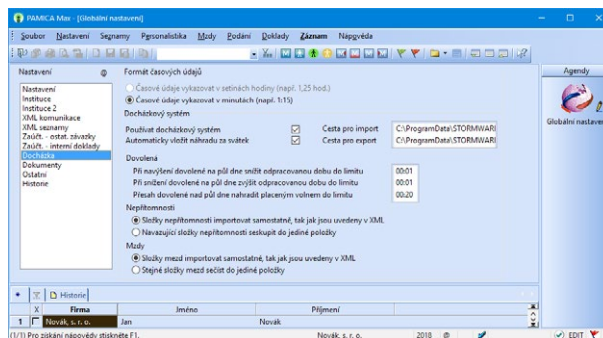 PAMICA Max - [Globální nastavení]
Soubor Nastavení Seznamy Personalistika Mzdy Podání Doklady Záznam Nápověda
Nastavení
Nastavení
Instituce
Instituce 2
XML komunikace
XML seznamy
Zaúčt. - ostat. závazky
Zaúčt. - interní doklady
Docházka
Dokumenty
Ostatní
Historie
Formát časových údajů
Časové údaje vykazovat v setinách hodiny (např. 1,25 hod.)
Časové údaje vykazovat v minutách (např. 1:15)
Docházkový systém
Používat docházkový systém Cesta pro import C:\ProgramData\STORMWARI
Automaticky vložit náhradu za svátek Cesta pro export C:\ProgramData\STORMWARI
Dovolená
Při navýšení dovolené na půl dne snížit odpracovanou dobu do limitu 00:01
Při snížení dovolené na půl dne zvýšit odpracovanou dobu do limitu 00:01
Přesah dovolené nad půl dne nahradit placeným volnem do limitu 00:20
Nepřítomnosti
Složky nepřítomnosti importovat samostatně, tak jak jsou uvedeny v XML
Navazující složky nepřítomnosti seskupit do jediné položky
Mzdy
Složky mezd importovat samostatně, tak jak jsou uvedeny v XML
Stejné složky mezd sečíst do jediné položky
Agendy
Globální nastaven
Historie
X Firma Jméno Příjmení
1 Novák, s. r. o. Jan Novák
(1/1) Pro získání nápovědy stiskněte F1. Novák, s. r. o. 2018 @ EDIT